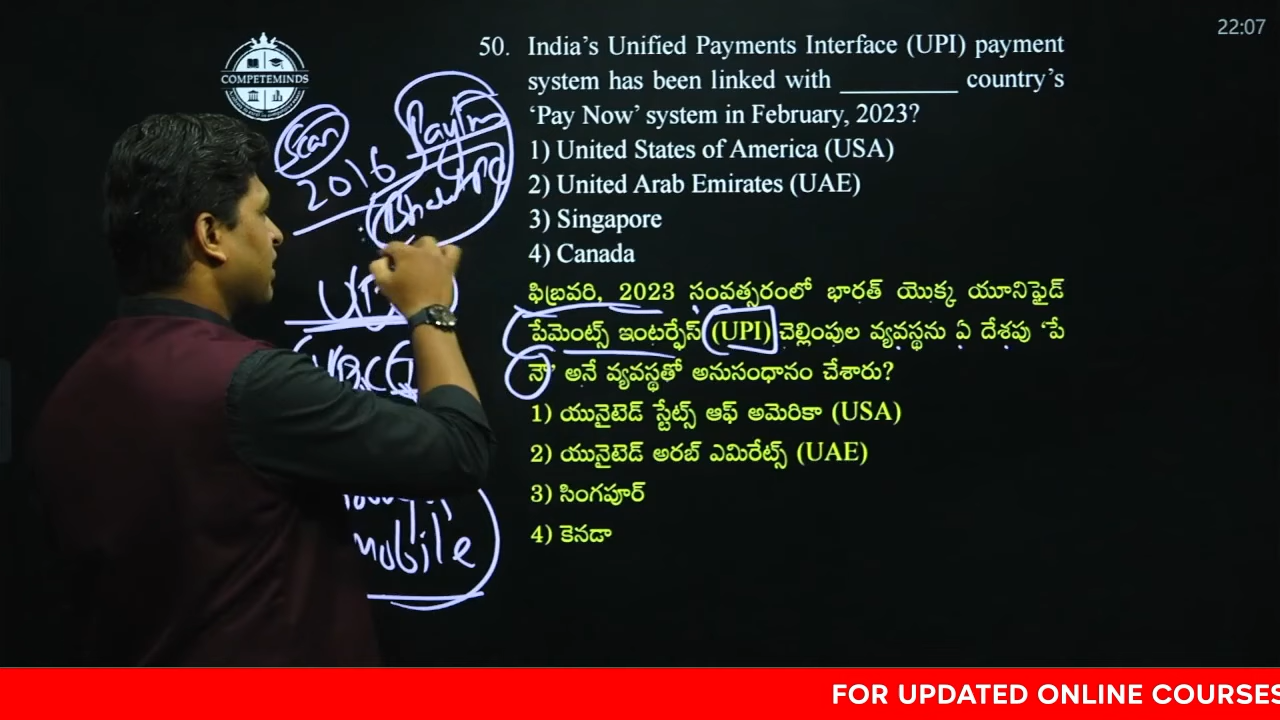 22:07
COMPETEMINDS
50. India's Unified Payments Interface (UPI) payment
system has been linked with __________ country's
'Pay Now' system in February, 2023?
1) United States of America (USA)
2) United Arab Emirates (UAE)
3) Singapore
4) Canada
ఫిబ్రవరి, 2023 సంవత్సరంలో భారత్ యొక్క యూనిఫైడ్
పేమెంట్స్ ఇంటర్ఫేస్ (UPI) చెల్లింపుల వ్యవస్థను ఏ దేశపు 'పే
నౌ' అనే వ్యవస్థతో అనుసంధానం చేశారు?
1) యునైటెడ్ స్టేట్స్ ఆఫ్ అమెరికా (USA)
2) యునైటెడ్ అరబ్ ఎమిరేట్స్ (UAE)
3) సింగపూర్
4) కెనడా
Scan
Paytm
2016
mobile
FOR UPDATED ONLINE COURSES